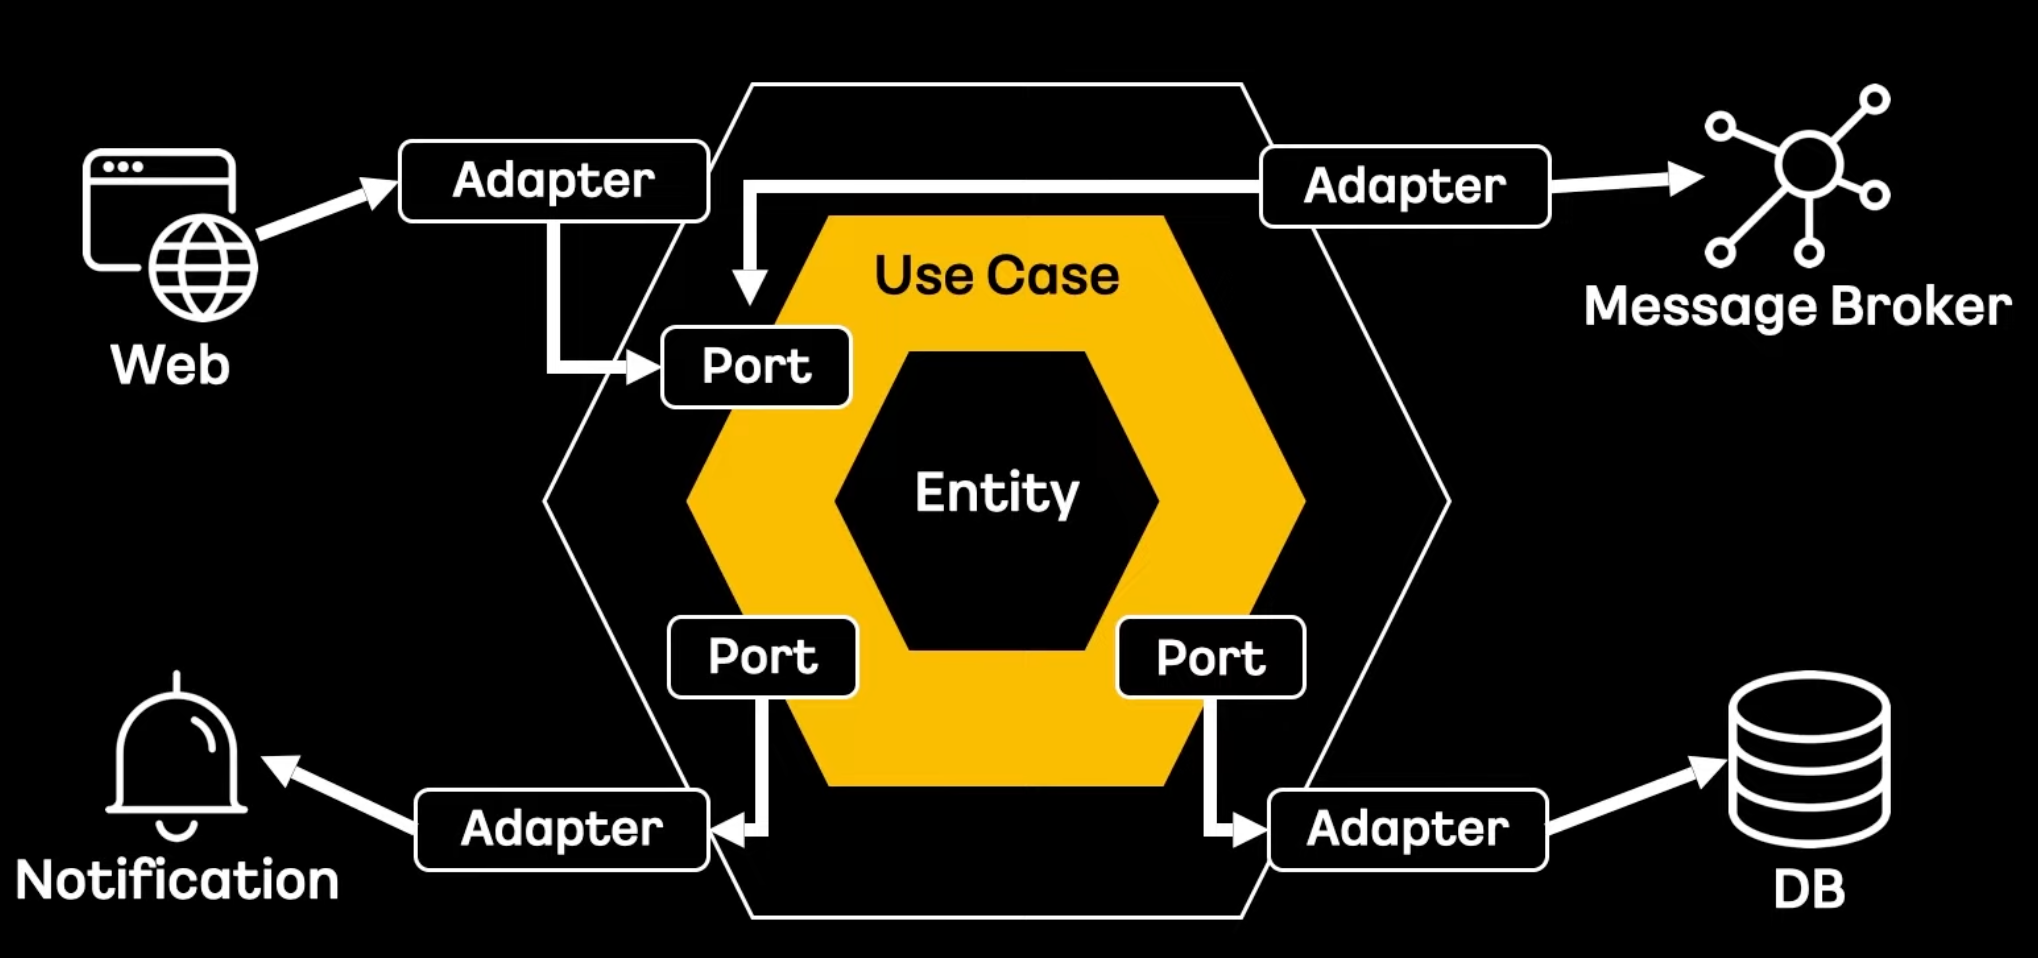 Adapter
Adapter
Use Case
Web
Port
Message Broker
Entity
Port
Port
Notification
Adapter
Adapter
DB